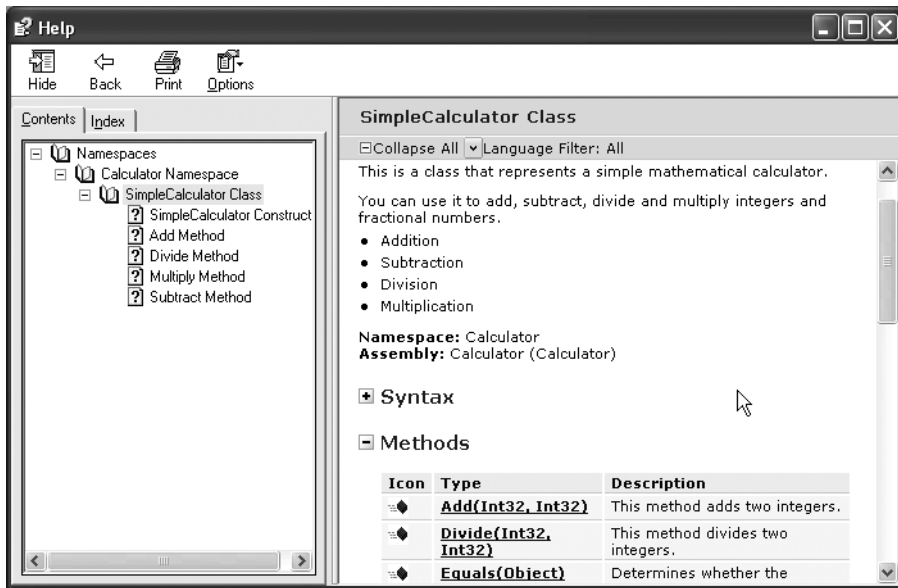 Help
Hide Back Print Options
Contents Index
Namespaces
Calculator Namespace
SimpleCalculator Class
SimpleCalculator Construct
Add Method
Divide Method
Multiply Method
Subtract Method
SimpleCalculator Class
Collapse All Language Filter: All
This is a class that represents a simple mathematical calculator.
You can use it to add, subtract, divide and multiply integers and
fractional numbers.
• Addition
• Subtraction
• Division
• Multiplication
Namespace: Calculator
Assembly: Calculator (Calculator)
Syntax
Methods
Icon Type Description
Add(Int32, Int32) This method adds two integers.
Divide(Int32, This method divides two
Int32) integers.
Equals(Object) Determines whether the